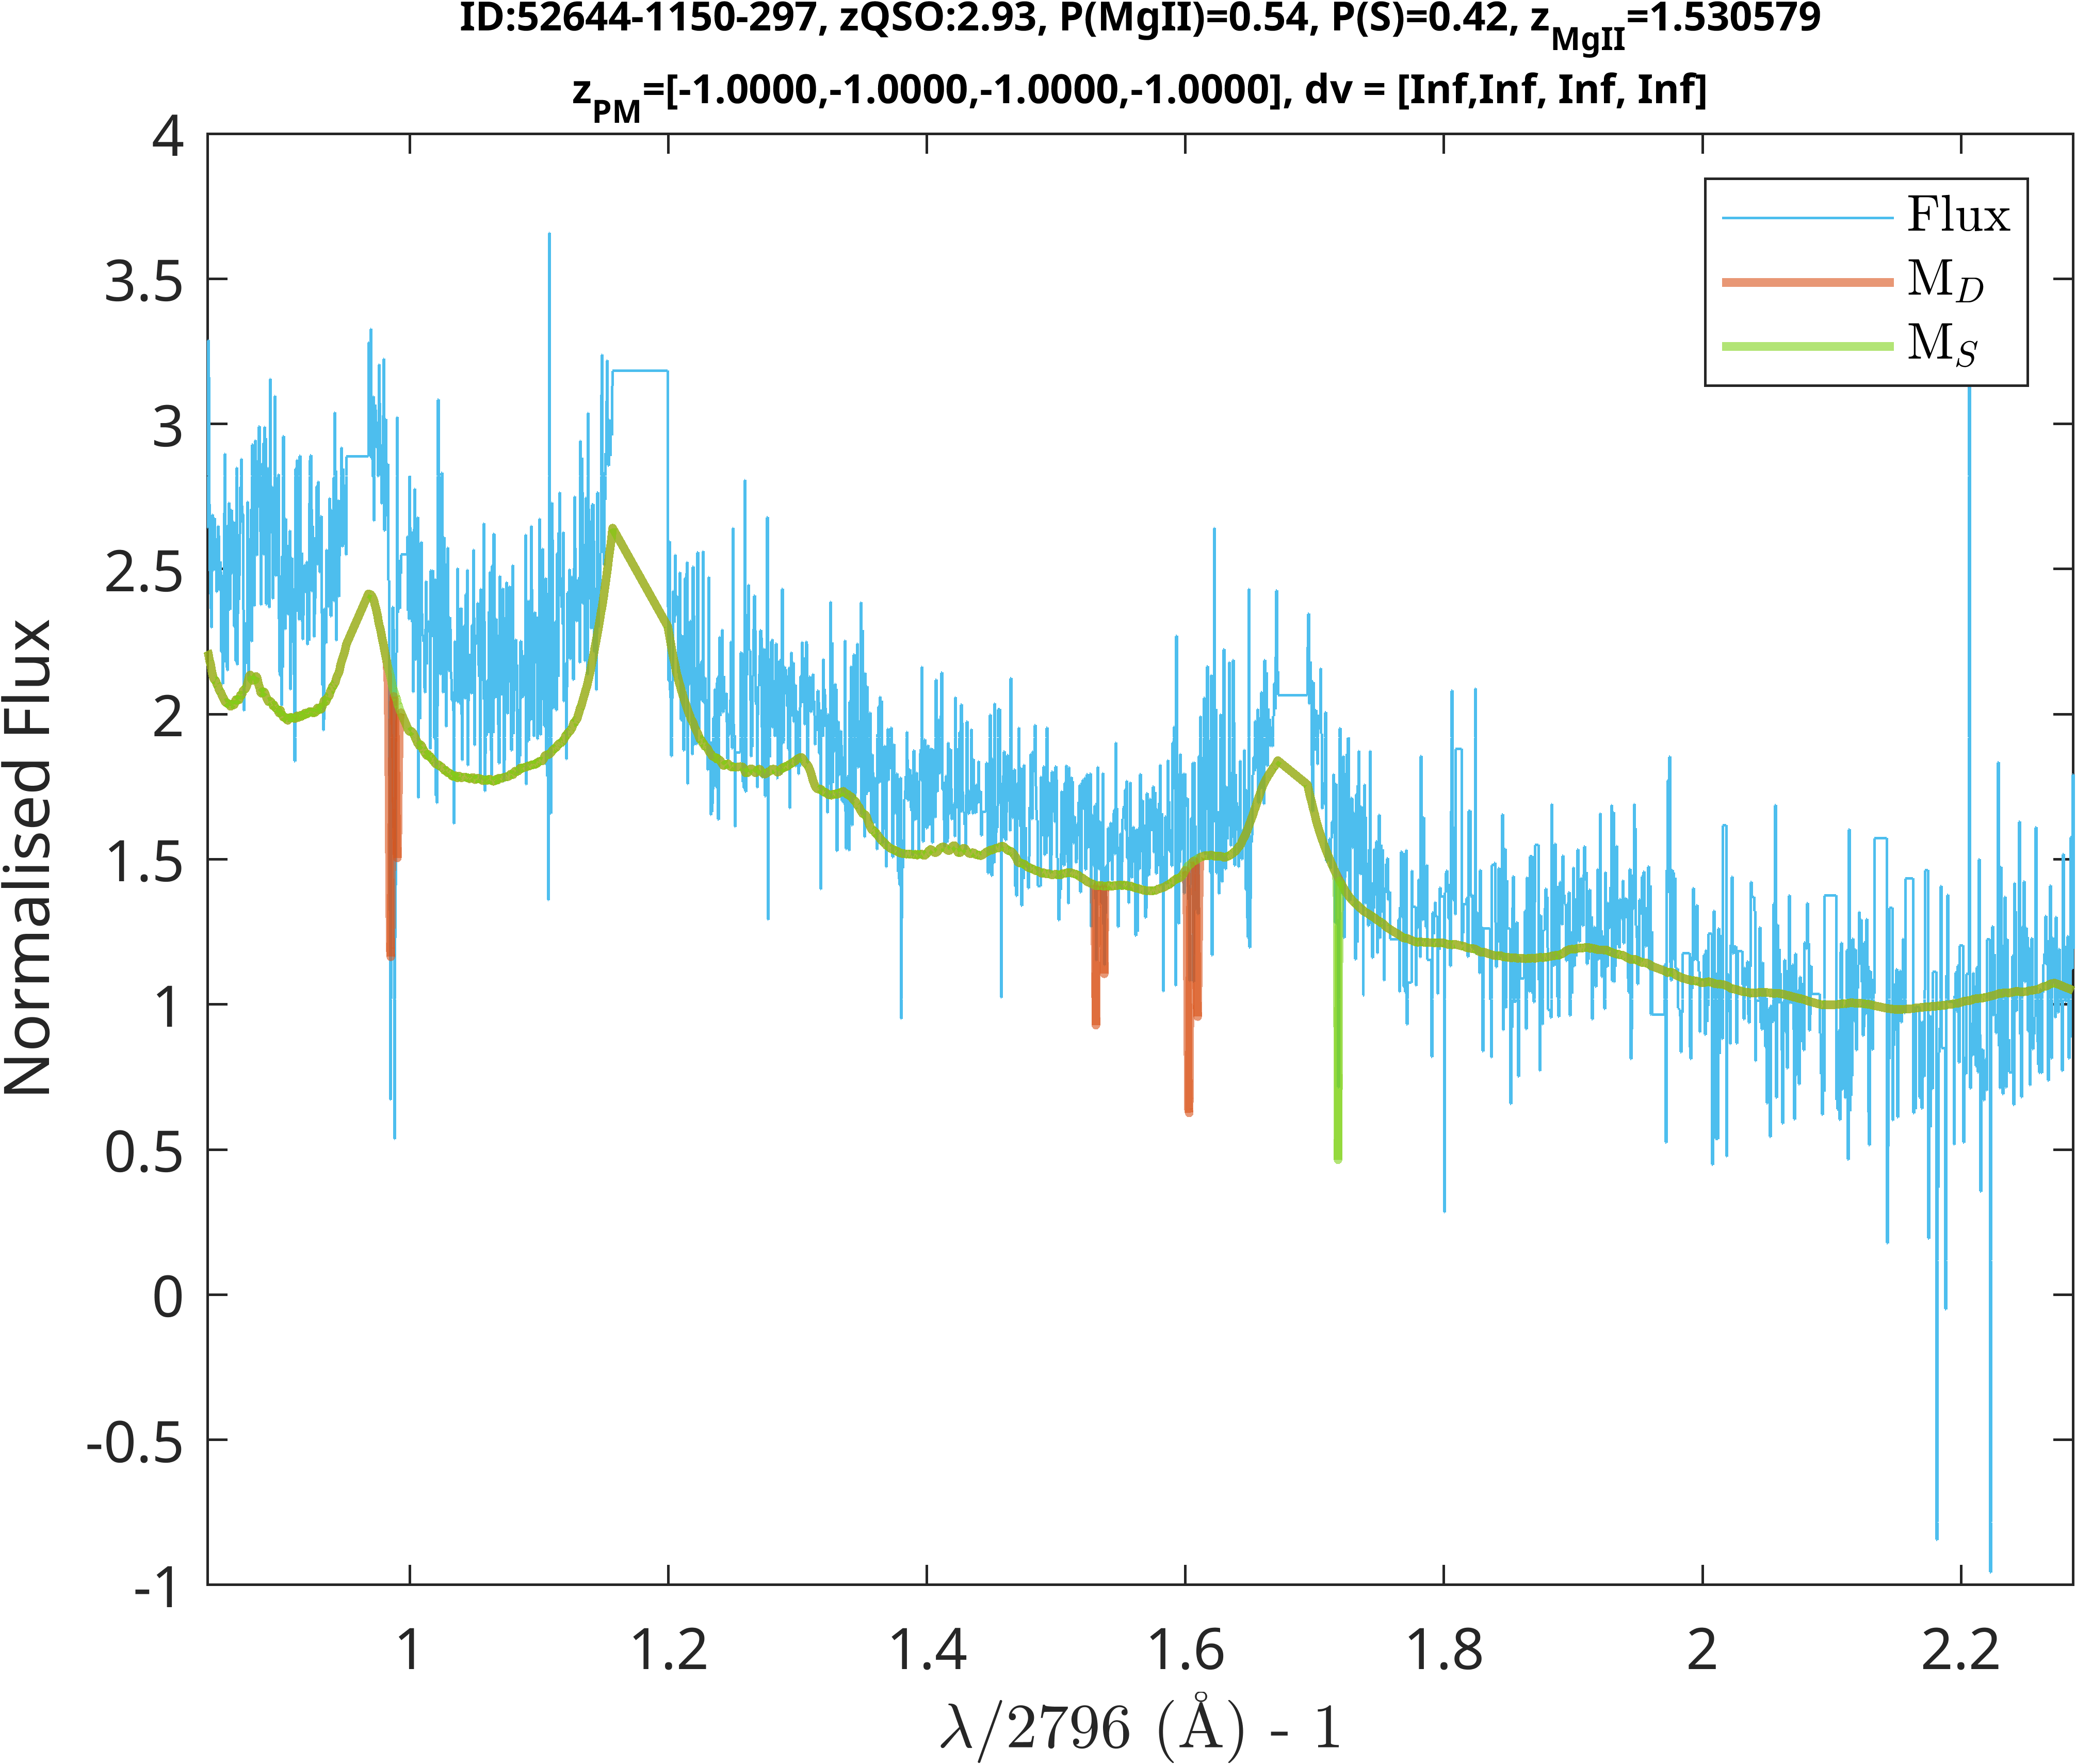 ID:52644-1150-297, zQSO:2.93, P(MgII)=0.54, P(S)=0.42, zMgII=1.530579
zPM=[-1.0000,-1.0000,-1.0000,-1.0000], dv = [Inf,Inf, Inf, Inf]
4
3.5
3
2.5
2
1.5
1
0.5
0
-0.5
-1
Normalised Flux
Flux
MD
MS
1 1.2 1.4 1.6 1.8 2 2.2
λ/2796 (Å) - 1